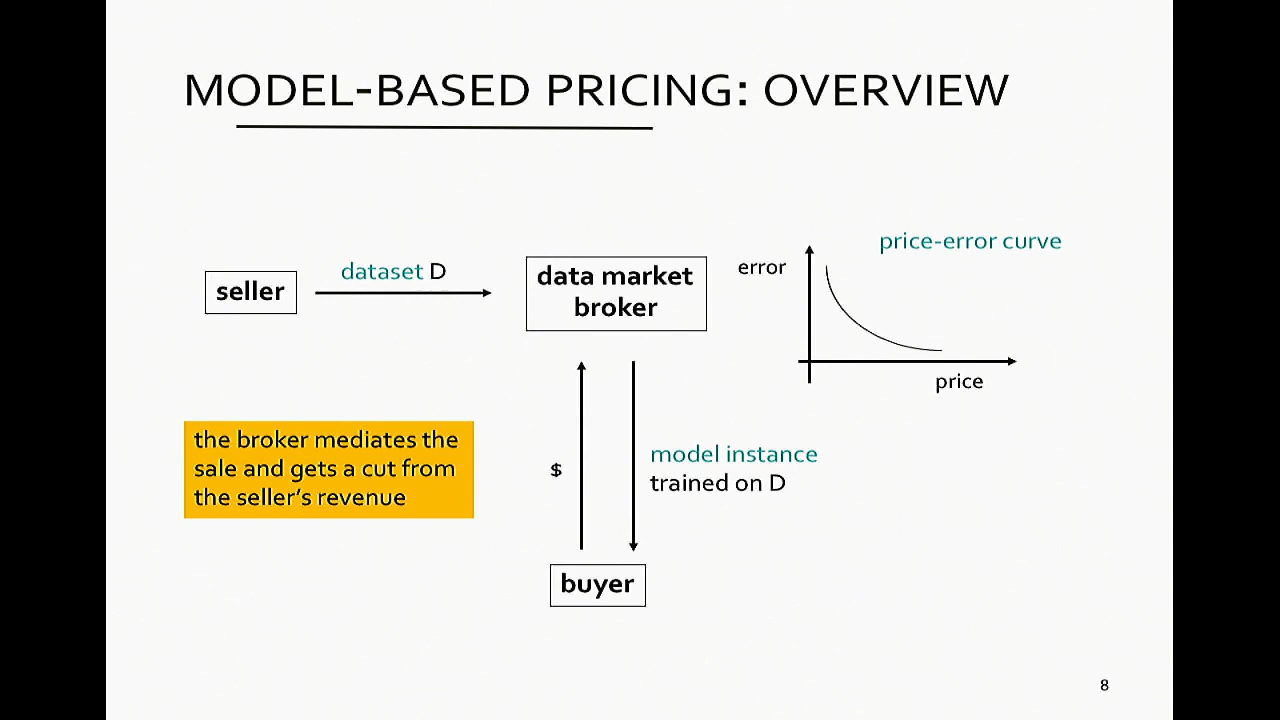 MODEL-BASED PRICING: OVERVIEW
seller
dataset D
data market
broker
error
price-error curve
price
the broker mediates the
sale and gets a cut from
the seller's revenue
$
model instance
trained on D
buyer
8